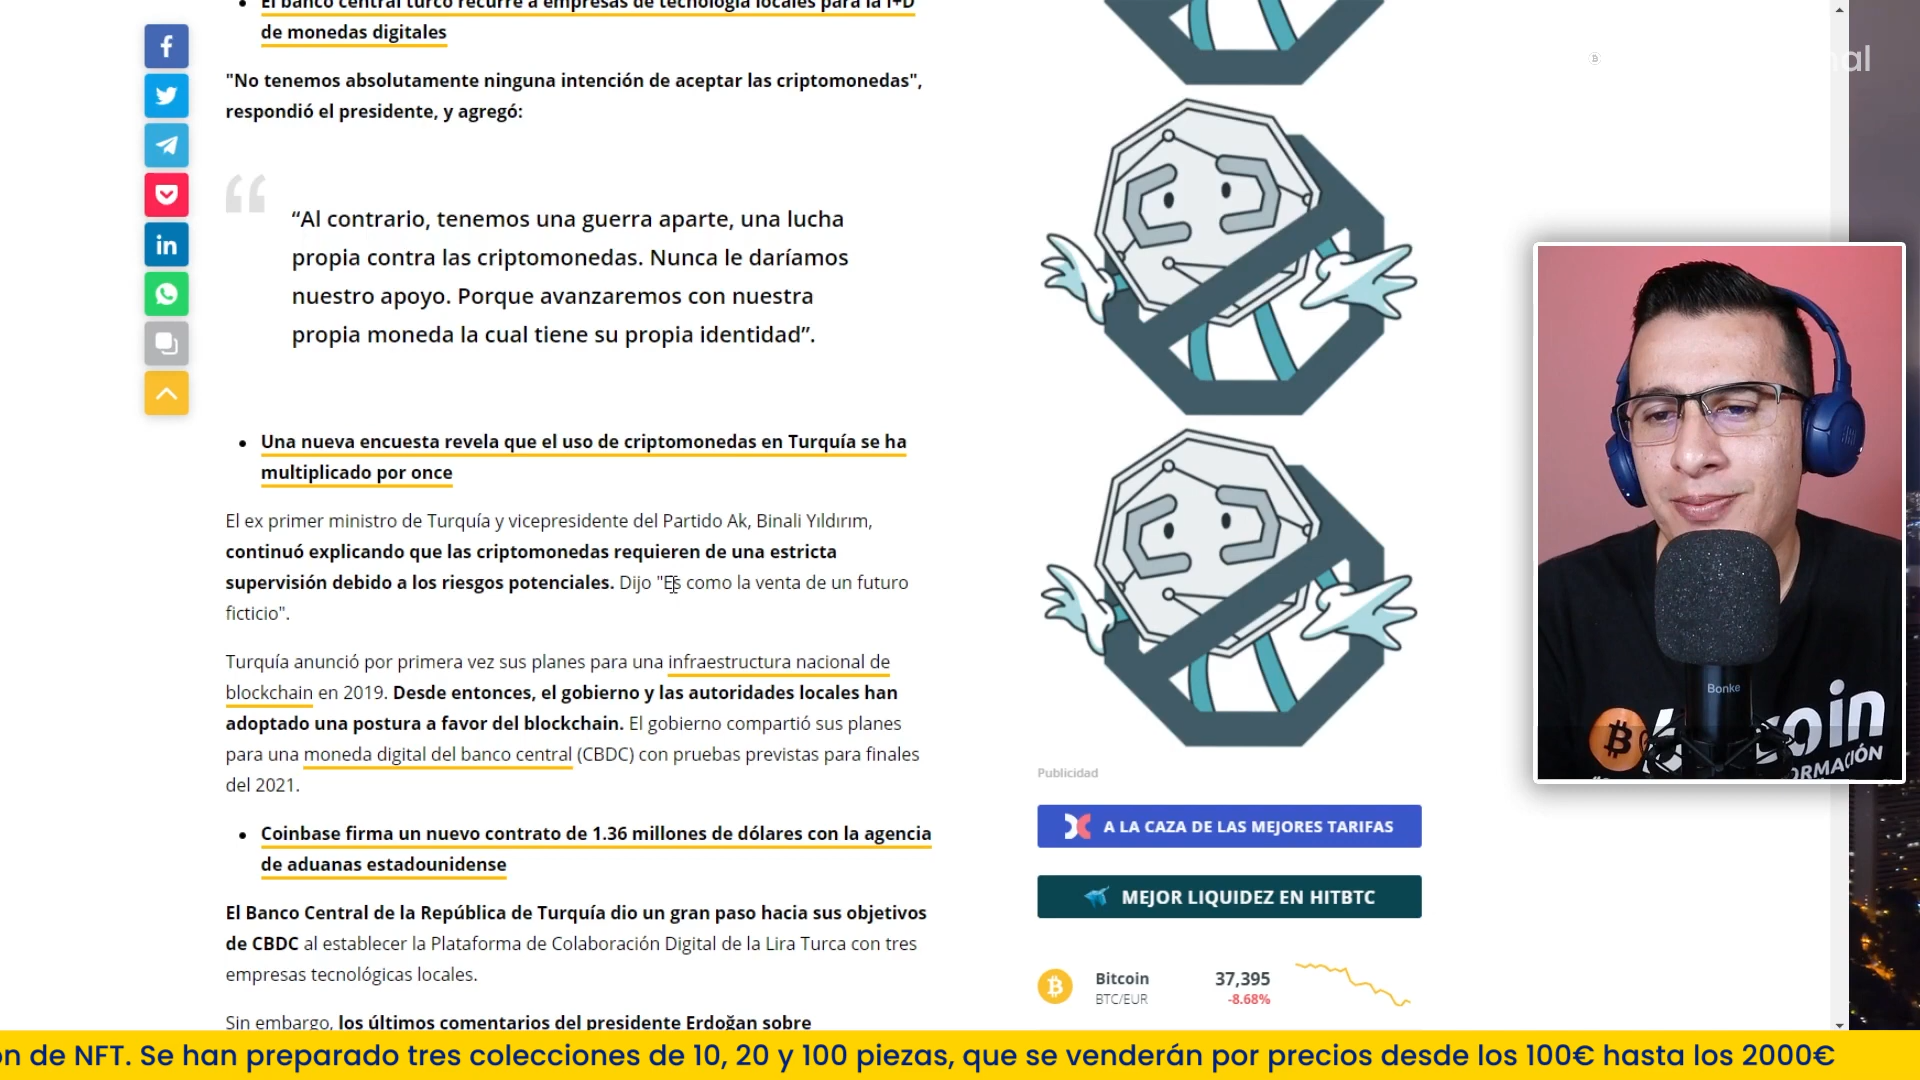 El banco central turco recurre a empresas de tecnología locales para la I+D
de monedas digitales
"No tenemos absolutamente ninguna intención de aceptar las criptomonedas",
respondió el presidente, y agregó:
“Al contrario, tenemos una guerra aparte, una lucha
propia contra las criptomonedas. Nunca le daríamos
nuestro apoyo. Porque avanzaremos con nuestra
propia moneda la cual tiene su propia identidad”.
Una nueva encuesta revela que el uso de criptomonedas en Turquía se ha
multiplicado por once
El ex primer ministro de Turquía y vicepresidente del Partido Ak, Binali Yıldırım,
continuó explicando que las criptomonedas requieren de una estricta
supervisión debido a los riesgos potenciales. Dijo "Es como la venta de un futuro
ficticio".
Turquía anunció por primera vez sus planes para una infraestructura nacional de
blockchain en 2019. Desde entonces, el gobierno y las autoridades locales han
adoptado una postura a favor del blockchain. El gobierno compartió sus planes
para una moneda digital del banco central (CBDC) con pruebas previstas para finales
del 2021.
Coinbase firma un nuevo contrato de 1.36 millones de dólares con la agencia
de aduanas estadounidense
El Banco Central de la República de Turquía dio un gran paso hacia sus objetivos
de CBDC al establecer la Plataforma de Colaboración Digital de la Lira Turca con tres
empresas tecnológicas locales.
Sin embargo, los últimos comentarios del presidente Erdoğan sobre
Publicidad
A LA CAZA DE LAS MEJORES TARIFAS
MEJOR LIQUIDEZ EN HITBTC
Bitcoin 37,395
BTC/EUR -8.68%
nal
Bonke
coin
ORMACIÓN
ón de NFT. Se han preparado tres colecciones de 10, 20 y 100 piezas, que se venderán por precios desde los 100€ hasta los 2000€